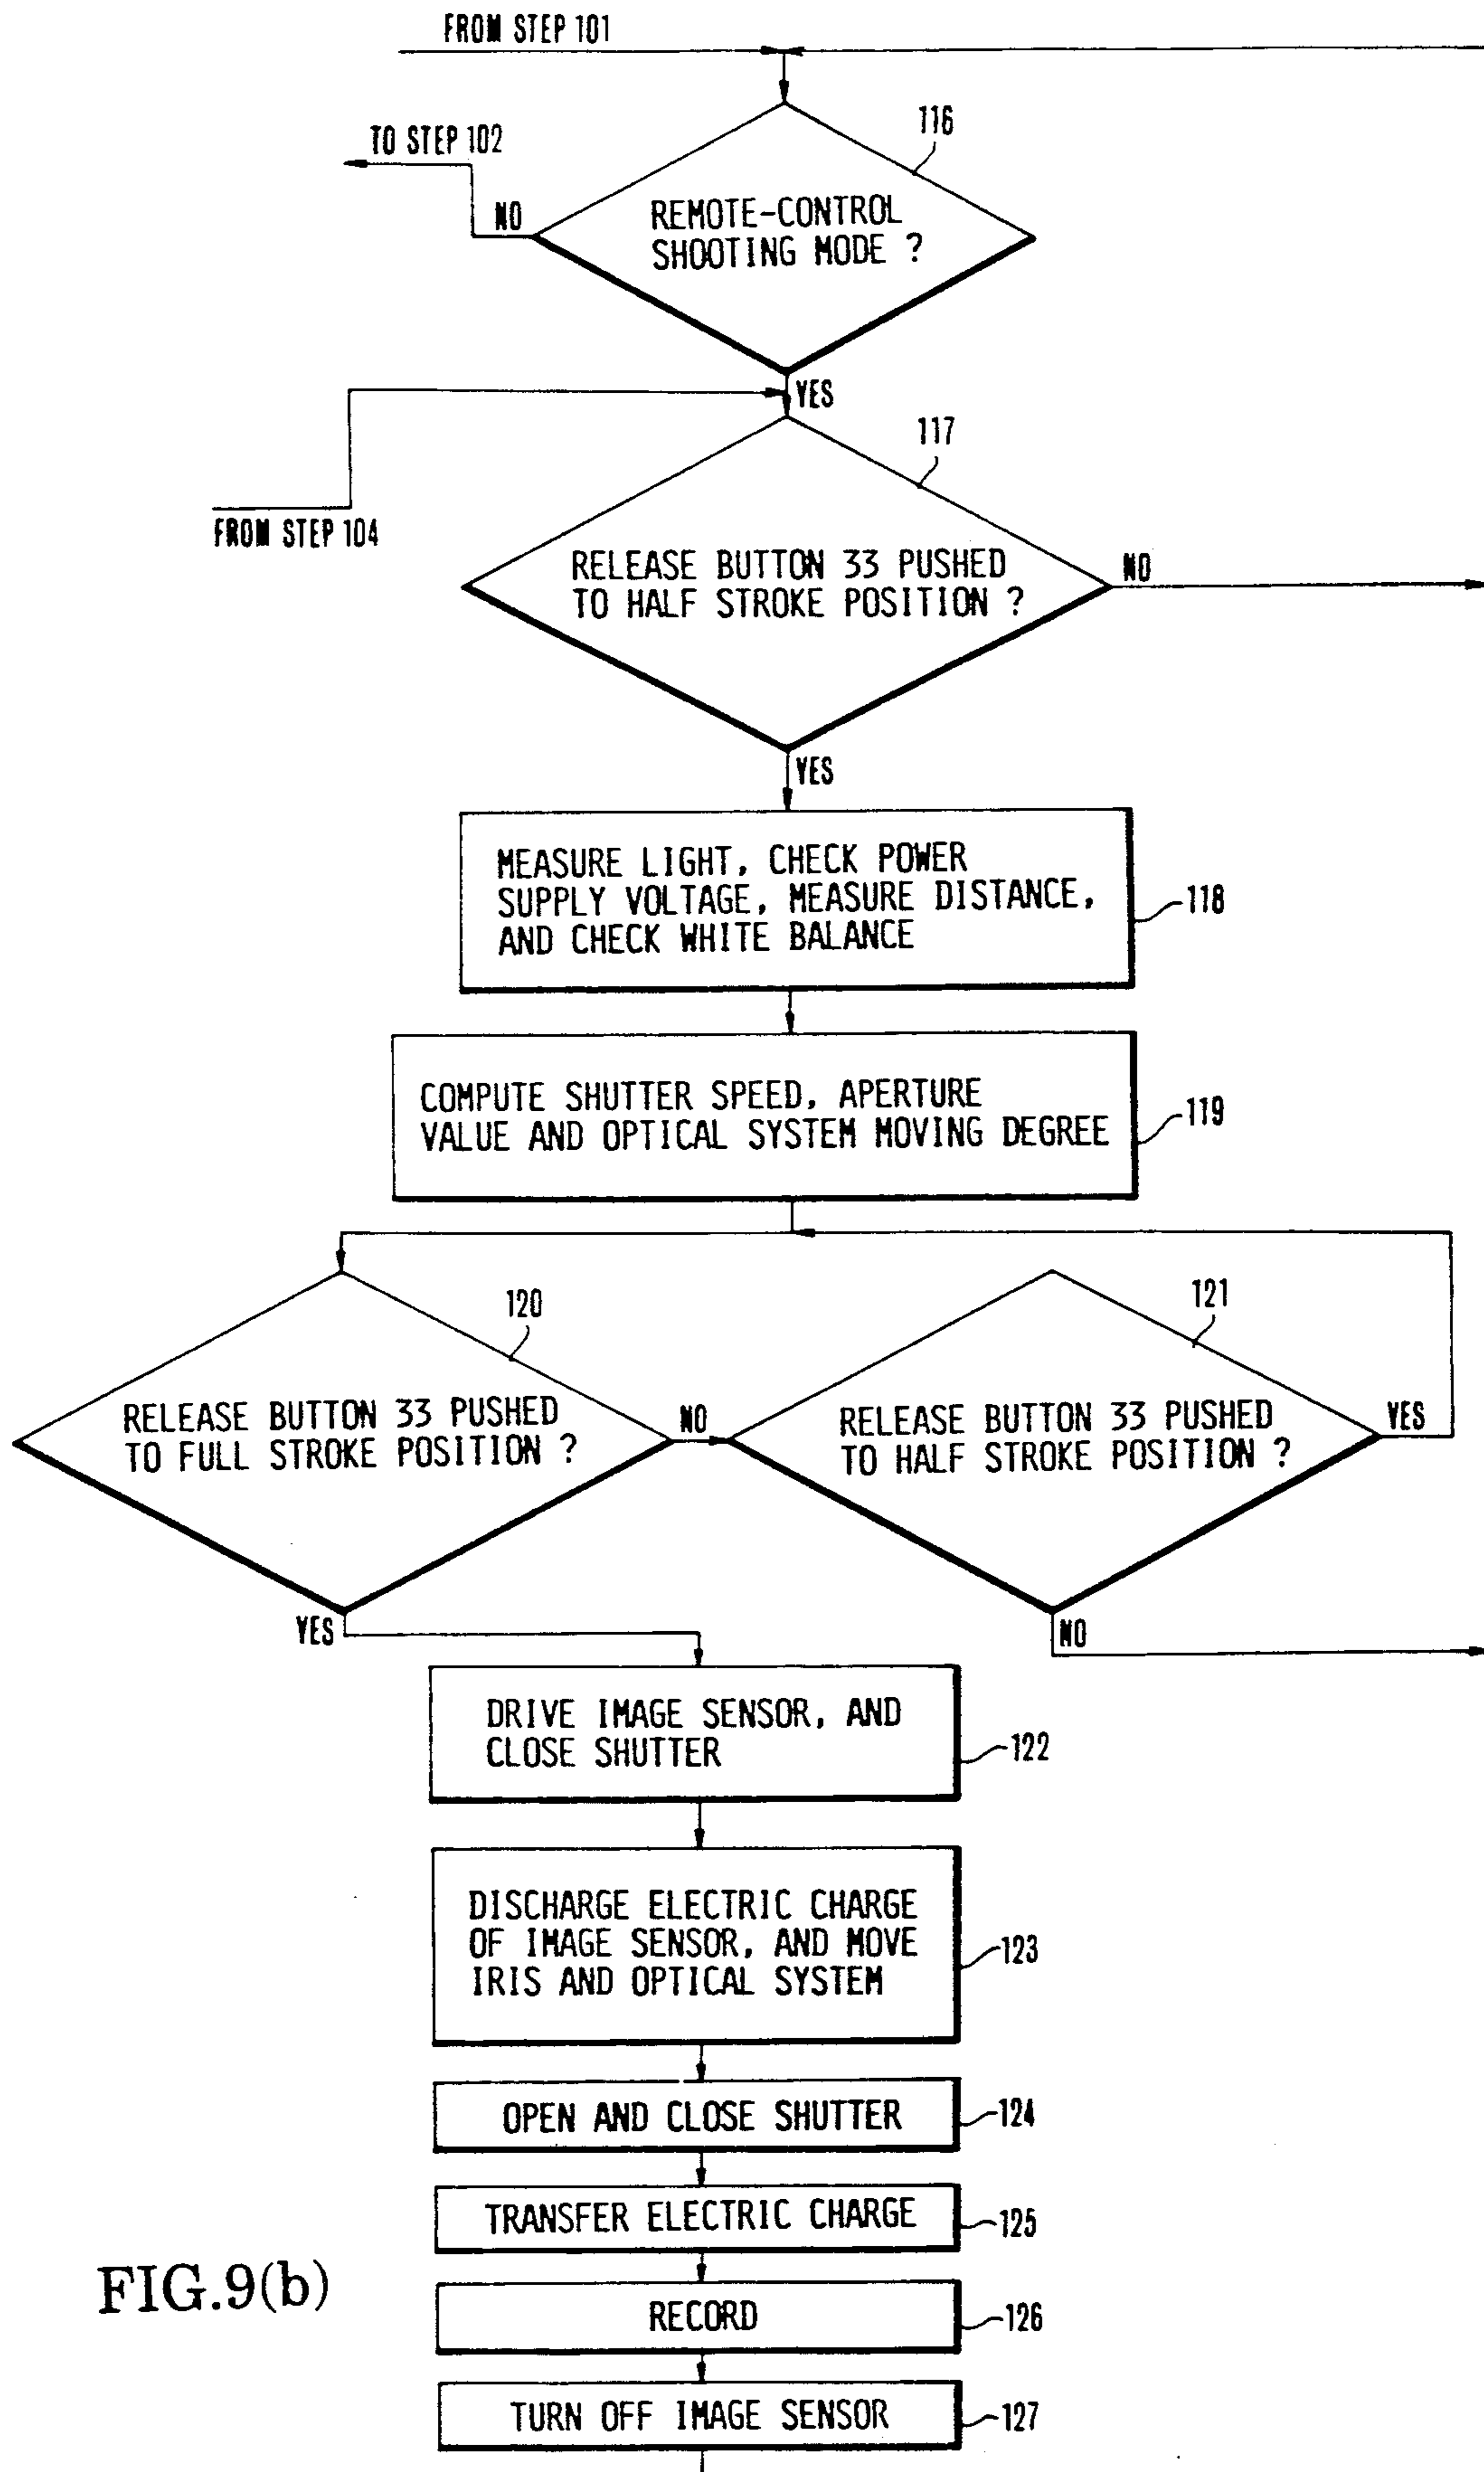 FROM STEP 101
TO STEP 102
116
NO
REMOTE-CONTROL
SHOOTING MODE ?
YES
117
FROM STEP 104
RELEASE BUTTON 33 PUSHED
TO HALF STROKE POSITION ?
NO
YES
MEASURE LIGHT, CHECK POWER
SUPPLY VOLTAGE, MEASURE DISTANCE,
AND CHECK WHITE BALANCE
118
COMPUTE SHUTTER SPEED, APERTURE
VALUE AND OPTICAL SYSTEM MOVING DEGREE
119
120
RELEASE BUTTON 33 PUSHED
TO FULL STROKE POSITION ?
NO
121
RELEASE BUTTON 33 PUSHED
TO HALF STROKE POSITION ?
YES
YES
NO
DRIVE IMAGE SENSOR, AND
CLOSE SHUTTER
122
DISCHARGE ELECTRIC CHARGE
OF IMAGE SENSOR, AND MOVE
IRIS AND OPTICAL SYSTEM
123
OPEN AND CLOSE SHUTTER
124
TRANSFER ELECTRIC CHARGE
125
FIG.9(b)
RECORD
126
TURN OFF IMAGE SENSOR
127